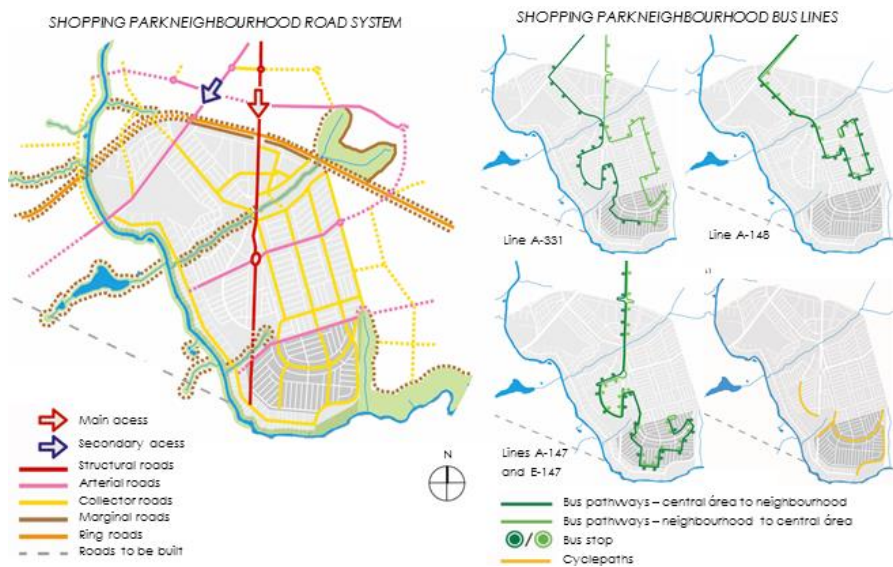 SHOPPING PARKNEIGHBOURHOOD ROAD SYSTEM
Main acess
Secondary acess
Structural roads
Arterial roads
Collector roads
Marginal roads
Ring roads
Roads to be built
N
SHOPPING PARKNEIGHBOURHOOD BUS LINES
Line A-331
Line A-148
Lines A-147
and E-147
Bus pathways – central área to neighbourhood
Bus pathways – neighbourhood to central área
/ Bus stop
Cyclepaths